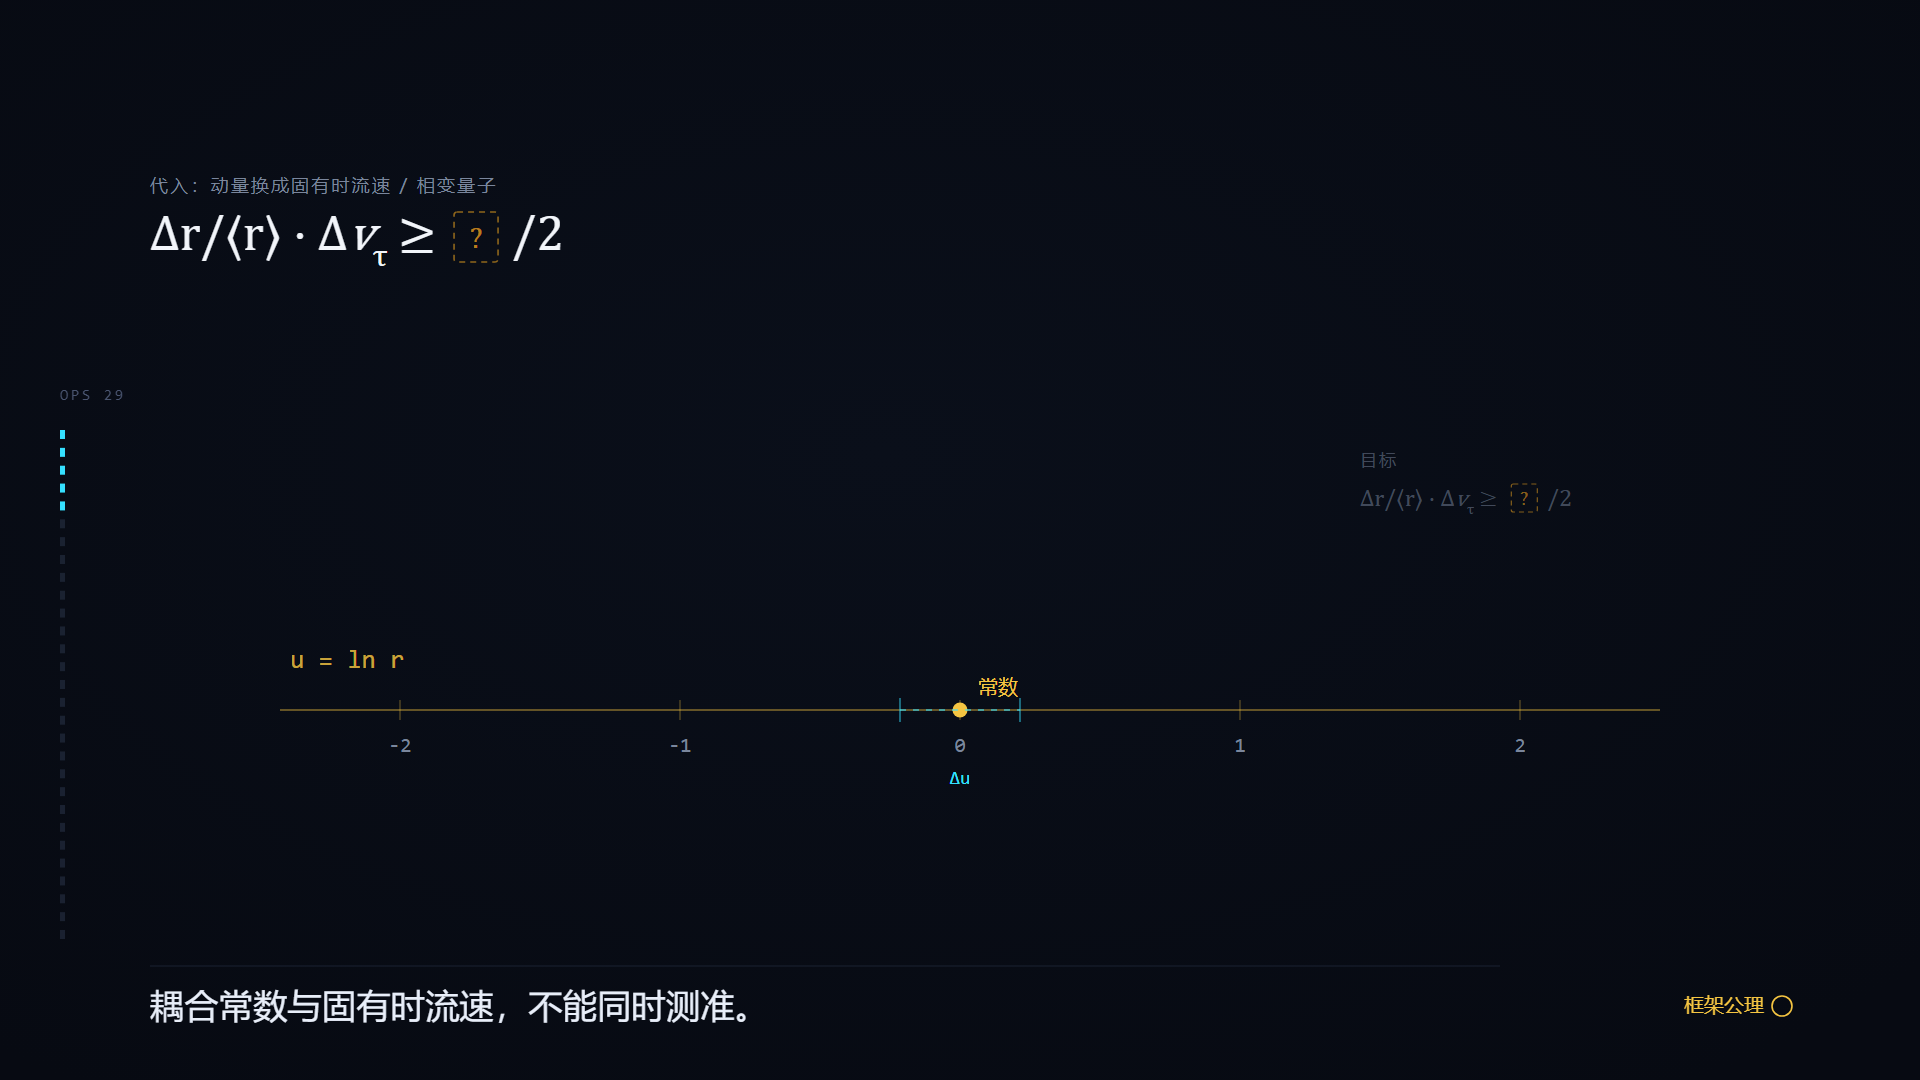 代入：动量换成固有时流速 / 相变量子
Δr/⟨r⟩ · Δv_τ ≥ ? /2
OPS 29
目标
Δr/⟨r⟩ · Δv_τ ≥ ? /2
u = ln r
常数
-2 -1 0 1 2
Δu
耦合常数与固有时流速，不能同时测准。
框架公理